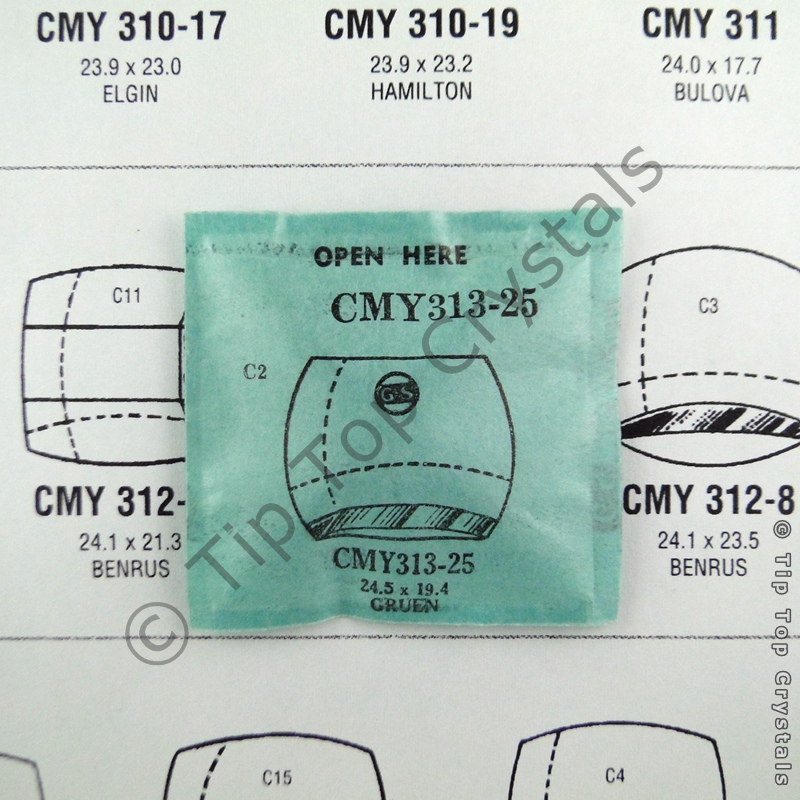 CMY 310-17
23.9 x 23.0
ELGIN
CMY 310-19
23.9 x 23.2
HAMILTON
CMY 311
24.0 x 17.7
BULOVA
OPEN HERE
CMY313-25
C2
G-S
CMY313-25
24.5 x 19.4
GRUEN
C11
CMY 312-
24.1 x 21.3
BENRUS
C3
CMY 312-8
24.1 x 23.5
BENRUS
C15
C4
© Tip Top Crystals
© Tip Top Crystals